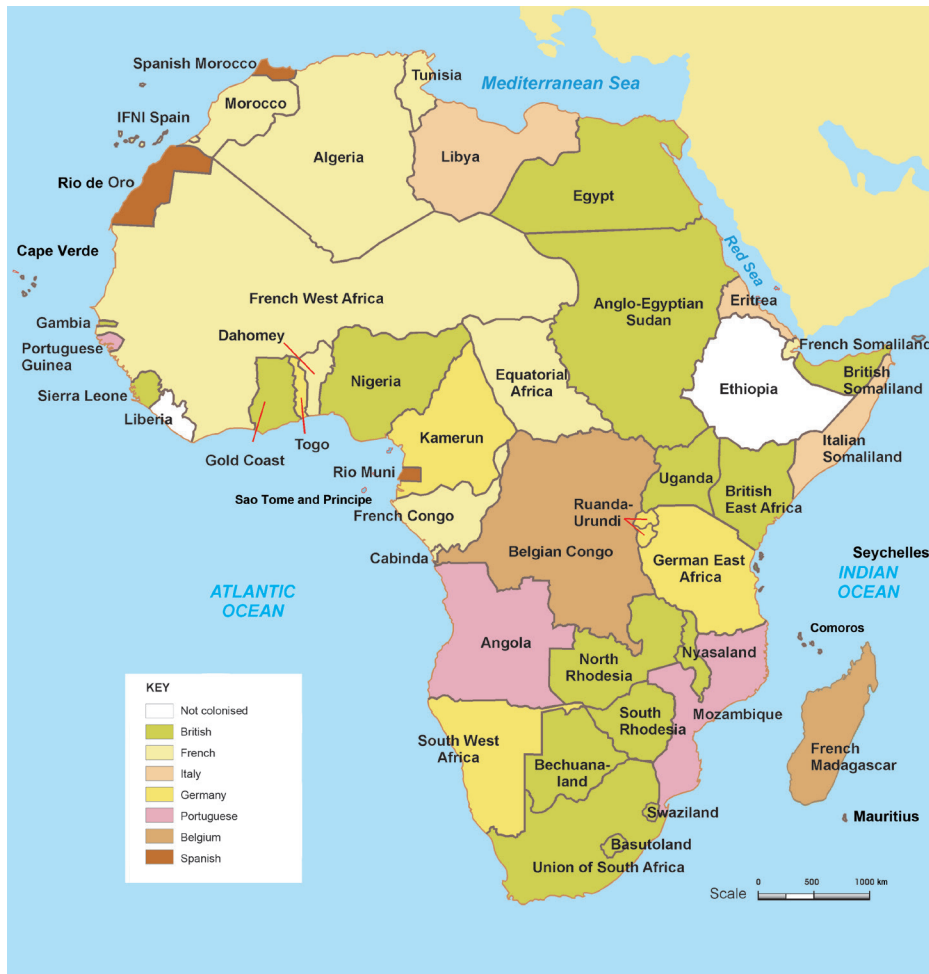 Spanish Morocco
Tunisia
Mediterranean Sea
Morocco
IFNI Spain
Algeria
Libya
Rio de Oro
Egypt
Cape Verde
Red Sea
French West Africa
Anglo-Egyptian
Sudan
Eritrea
Gambia
Dahomey
French Somaliland
Portuguese
Guinea
Nigeria
Equatorial
Africa
British
Somaliland
Ethiopia
Sierra Leone
Liberia
Kamerun
Italian
Somaliland
Togo
Gold Coast
Rio Muni
Uganda
British
East Africa
Sao Tome and Principe
Ruanda-
Urundi
French Congo
Belgian Congo
Cabinda
German East
Africa
Seychelles
ATLANTIC
OCEAN
INDIAN
OCEAN
Comoros
Angola
Nyasaland
North
Rhodesia
KEY
Not colonised
British
French
Italy
Germany
Portuguese
Belgium
Spanish
South West
Africa
South
Rhodesia
Mozambique
Bechuana-
land
French
Madagascar
Swaziland
Mauritius
Basutoland
Union of South Africa
Scale
0 500 1000 km